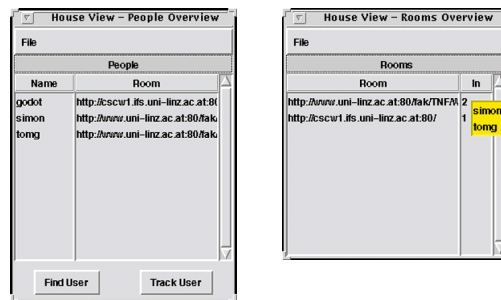 House View – People Overview
File
People
Name Room
godot http://cscw1.ifs.uni-linz.ac.at:8(
simon http://www.uni-linz.ac.at:80/fak/
tomg http://www.uni-linz.ac.at:80/fak/
Find User Track User
House View – Rooms Overview
File
Rooms
Room In
http://www.uni-linz.ac.at:80/fak/TNF/ 2
http://cscw1.ifs.uni-linz.ac.at:80/ 1
simon
tomg